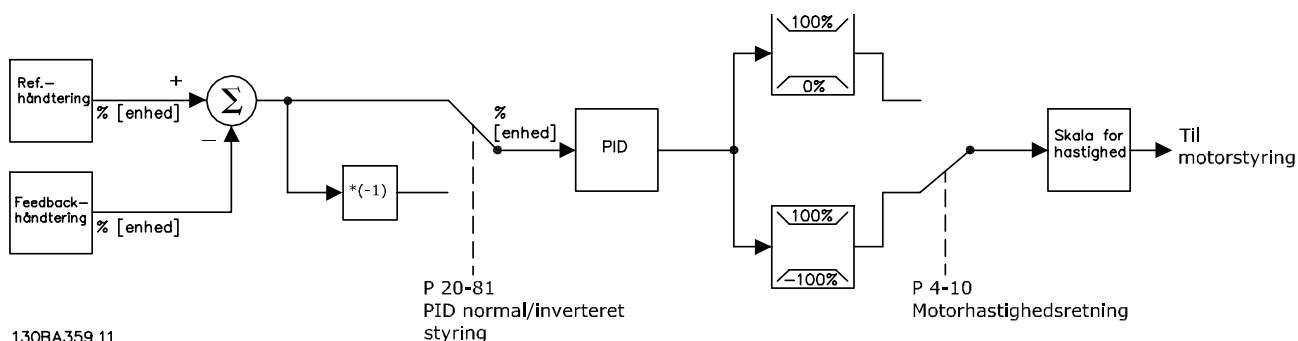 Ref.-
håndtering
+
% [enhed]
Σ
−
Feedback-
håndtering
% [enhed]
*(-1)
%
[enhed]
PID
100%
0%
100%
-100%
Skala for
hastighed
Til
motorstyring
P 20-81
PID normal/inverteret
styring
P 4-10
Motorhastighedsretning
130BA359.11